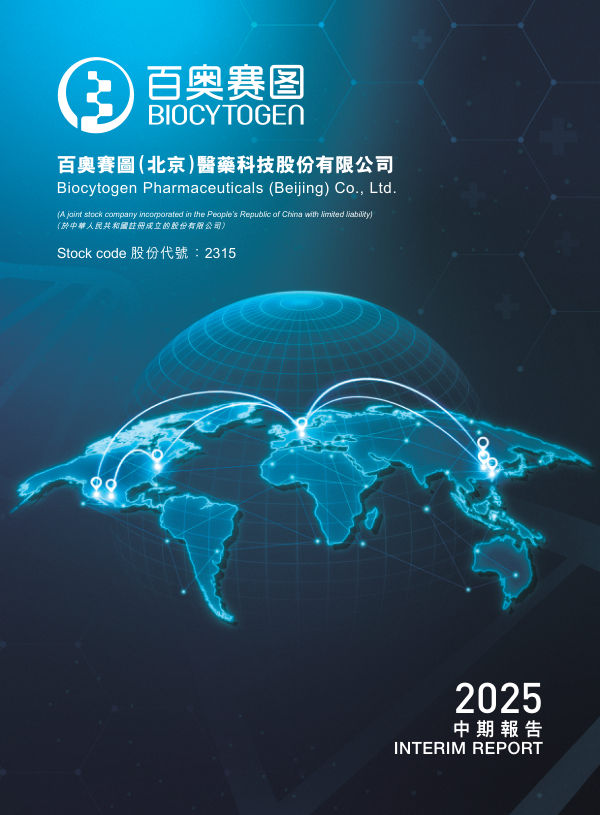 百奥赛图
BIOCYTOGEN
百奧賽圖(北京)醫藥科技股份有限公司
Biocytogen Pharmaceuticals (Beijing) Co., Ltd.
(A joint stock company incorporated in the People's Republic of China with limited liability)
(於中華人民共和國註冊成立的股份有限公司)
Stock code 股份代號：2315
2025
中期報告
INTERIM REPORT